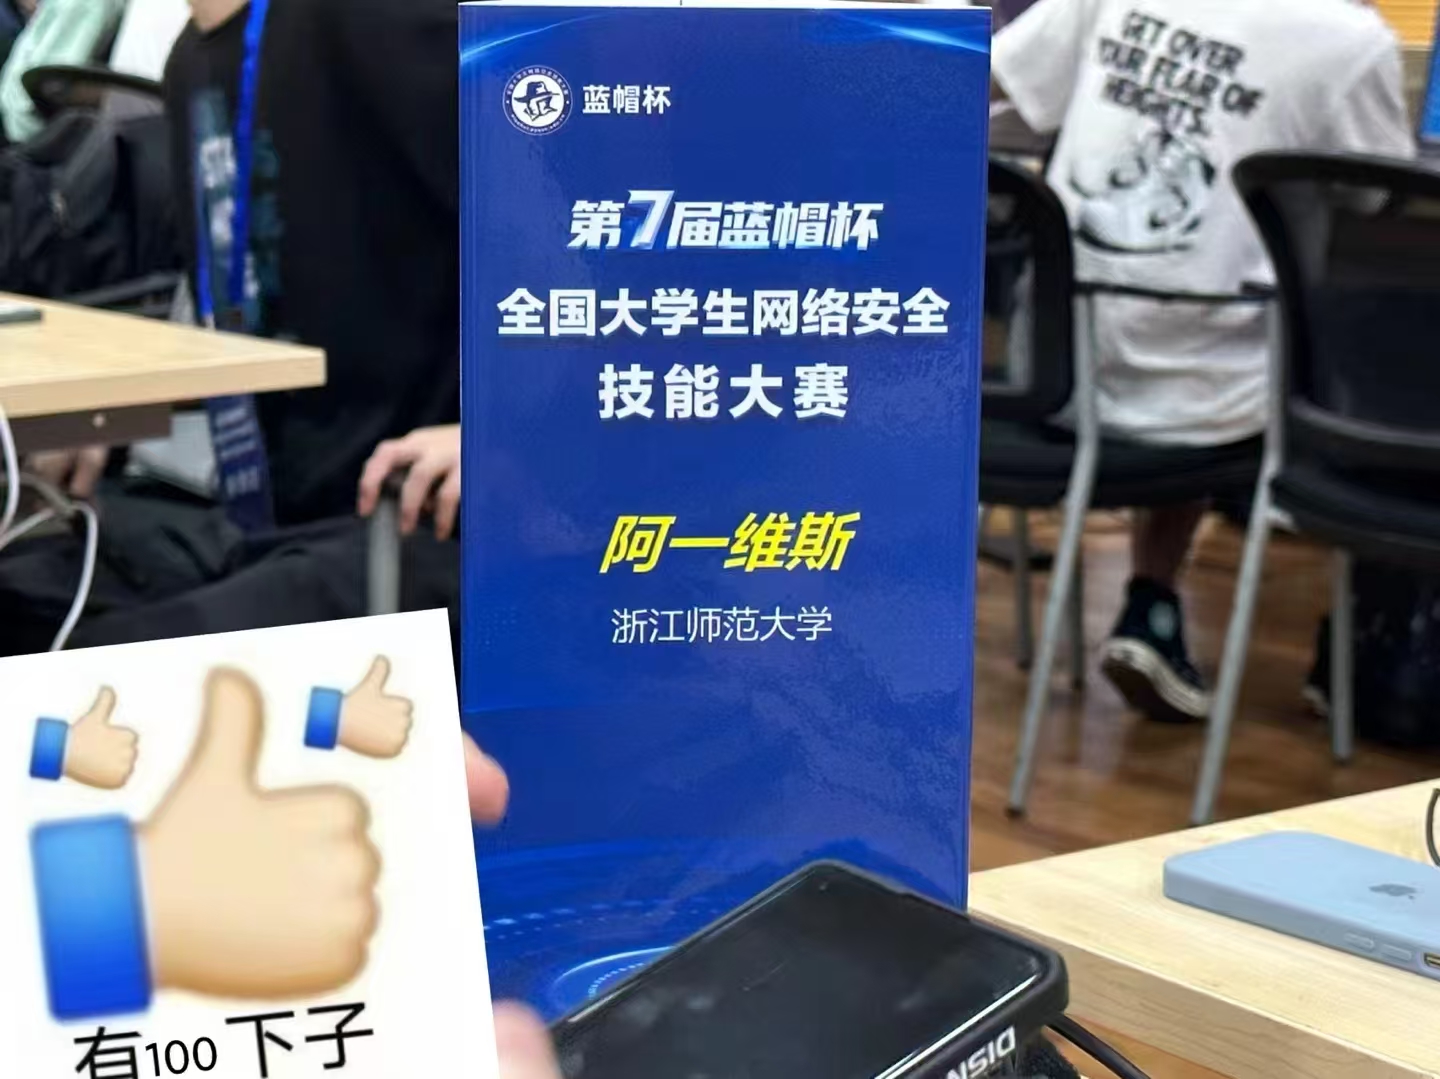 蓝帽杯
第7届蓝帽杯
全国大学生网络安全
技能大赛
阿一维斯
浙江师范大学
GET OVER
YOUR FEAR OF
HEIGHTS.
有100下子